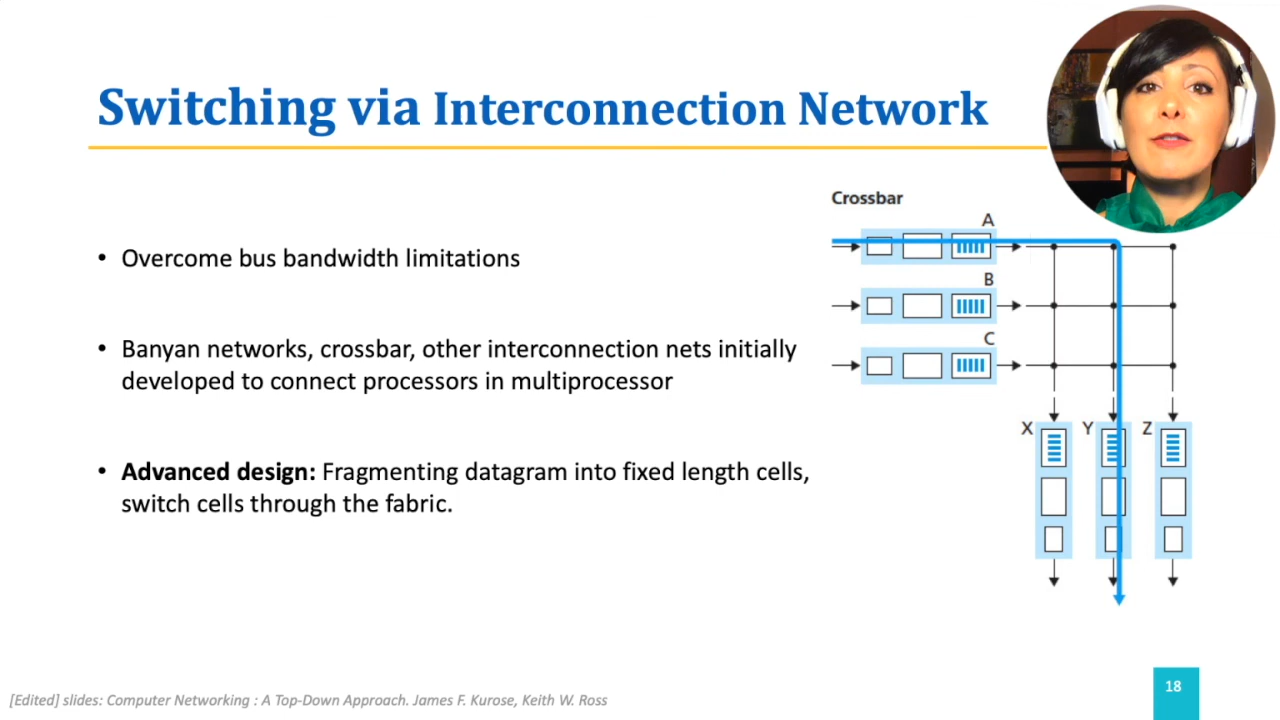 Switching via Interconnection Network
Crossbar
A
• Overcome bus bandwidth limitations
B
• Banyan networks, crossbar, other interconnection nets initially
developed to connect processors in multiprocessor
C
X Y Z
• Advanced design: Fragmenting datagram into fixed length cells,
switch cells through the fabric.
18
[Edited] slides: Computer Networking : A Top-Down Approach. James F. Kurose, Keith W. Ross